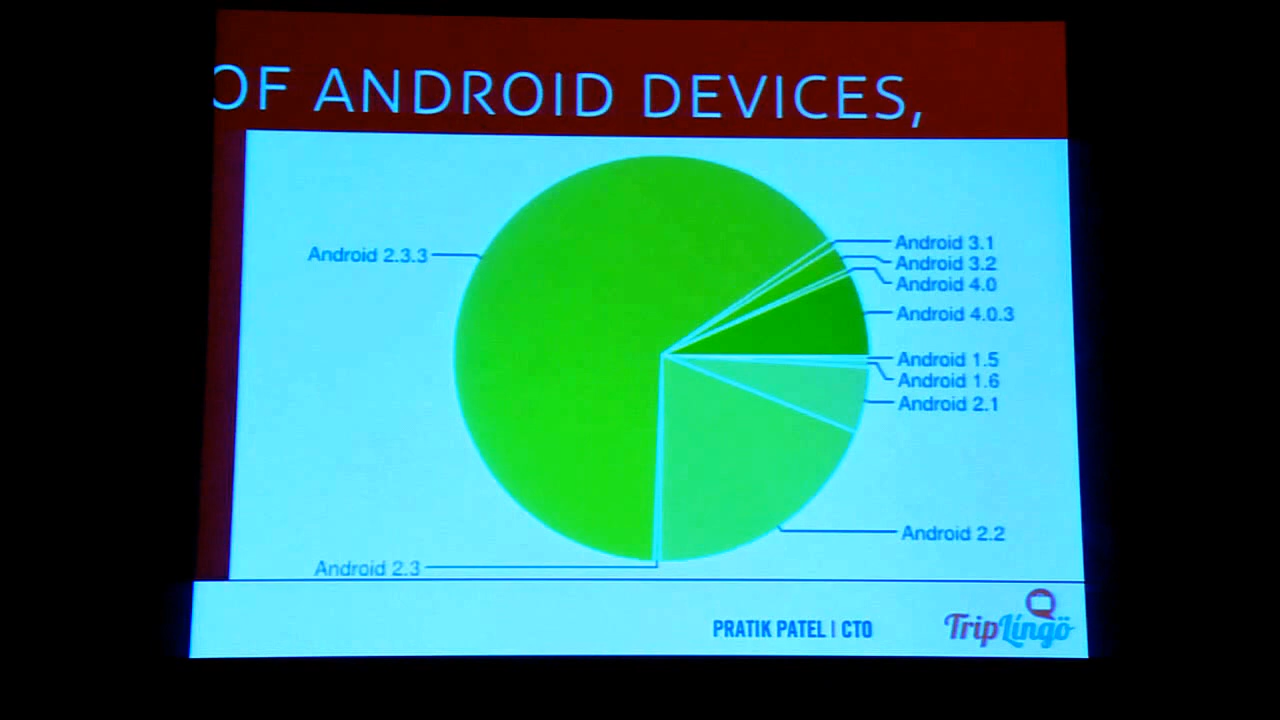 OF ANDROID DEVICES,
Android 2.3.3
Android 3.1
Android 3.2
Android 4.0
Android 4.0.3
Android 1.5
Android 1.6
Android 2.1
Android 2.2
Android 2.3
PRATIK PATEL | CTO
TripLingö